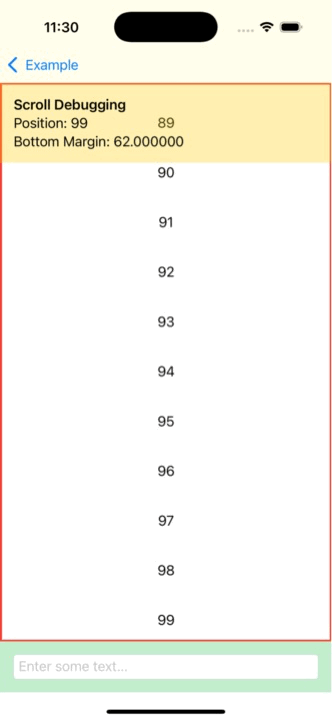 11:30
Example
Scroll Debugging
Position: 99
89
Bottom Margin: 62.000000
90
91
92
93
94
95
96
97
98
99
Enter some text...